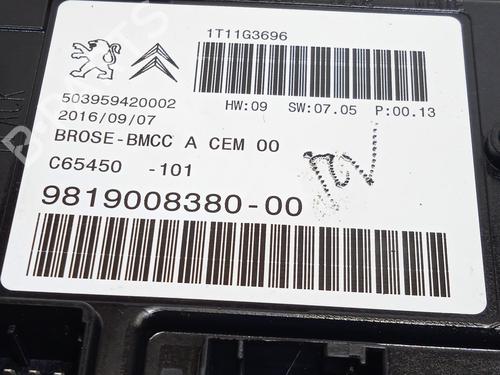 1T11G3696
503959420002
HW:09 SW:07.05 P:00.13
2016/09/07
BROSE-BMCC A CEM 00
C65450 -101
9819008380-00